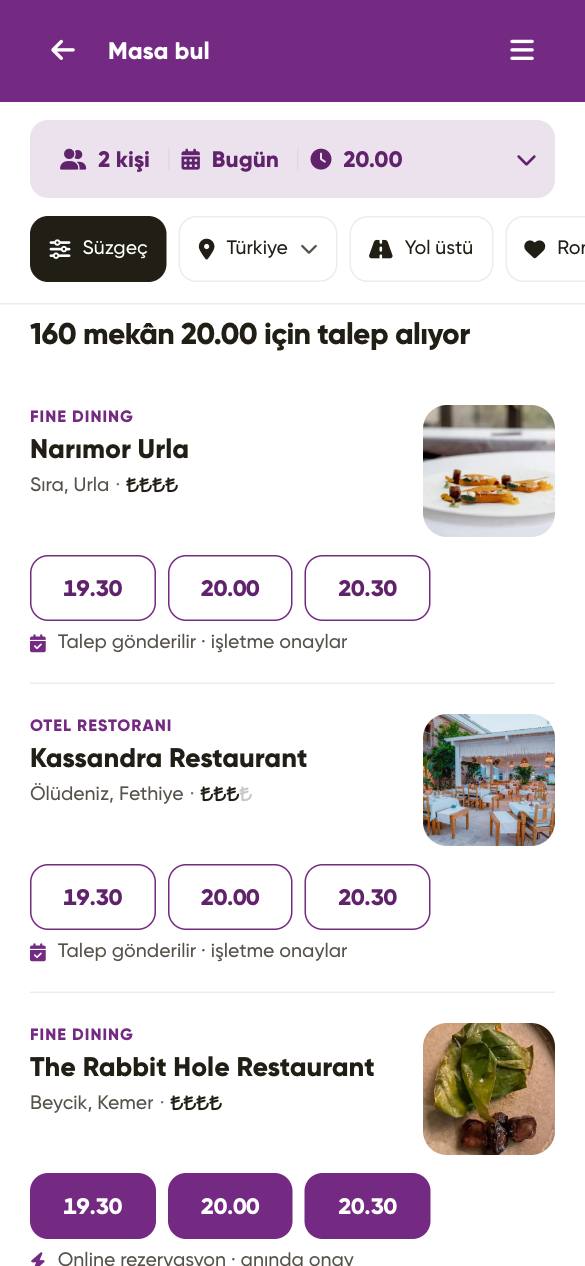 Masa bul
2 kişi Bugün 20.00
Süzgeç Türkiye Yol üstü Ror
160 mekân 20.00 için talep alıyor
FINE DINING
Narımor Urla
Sıra, Urla · ₺₺₺₺
19.30 20.00 20.30
Talep gönderilir · işletme onaylar
OTEL RESTORANI
Kassandra Restaurant
Ölüdeniz, Fethiye · ₺₺₺₺
19.30 20.00 20.30
Talep gönderilir · işletme onaylar
FINE DINING
The Rabbit Hole Restaurant
Beycik, Kemer · ₺₺₺₺
19.30 20.00 20.30
Online rezervasyon · anında onay